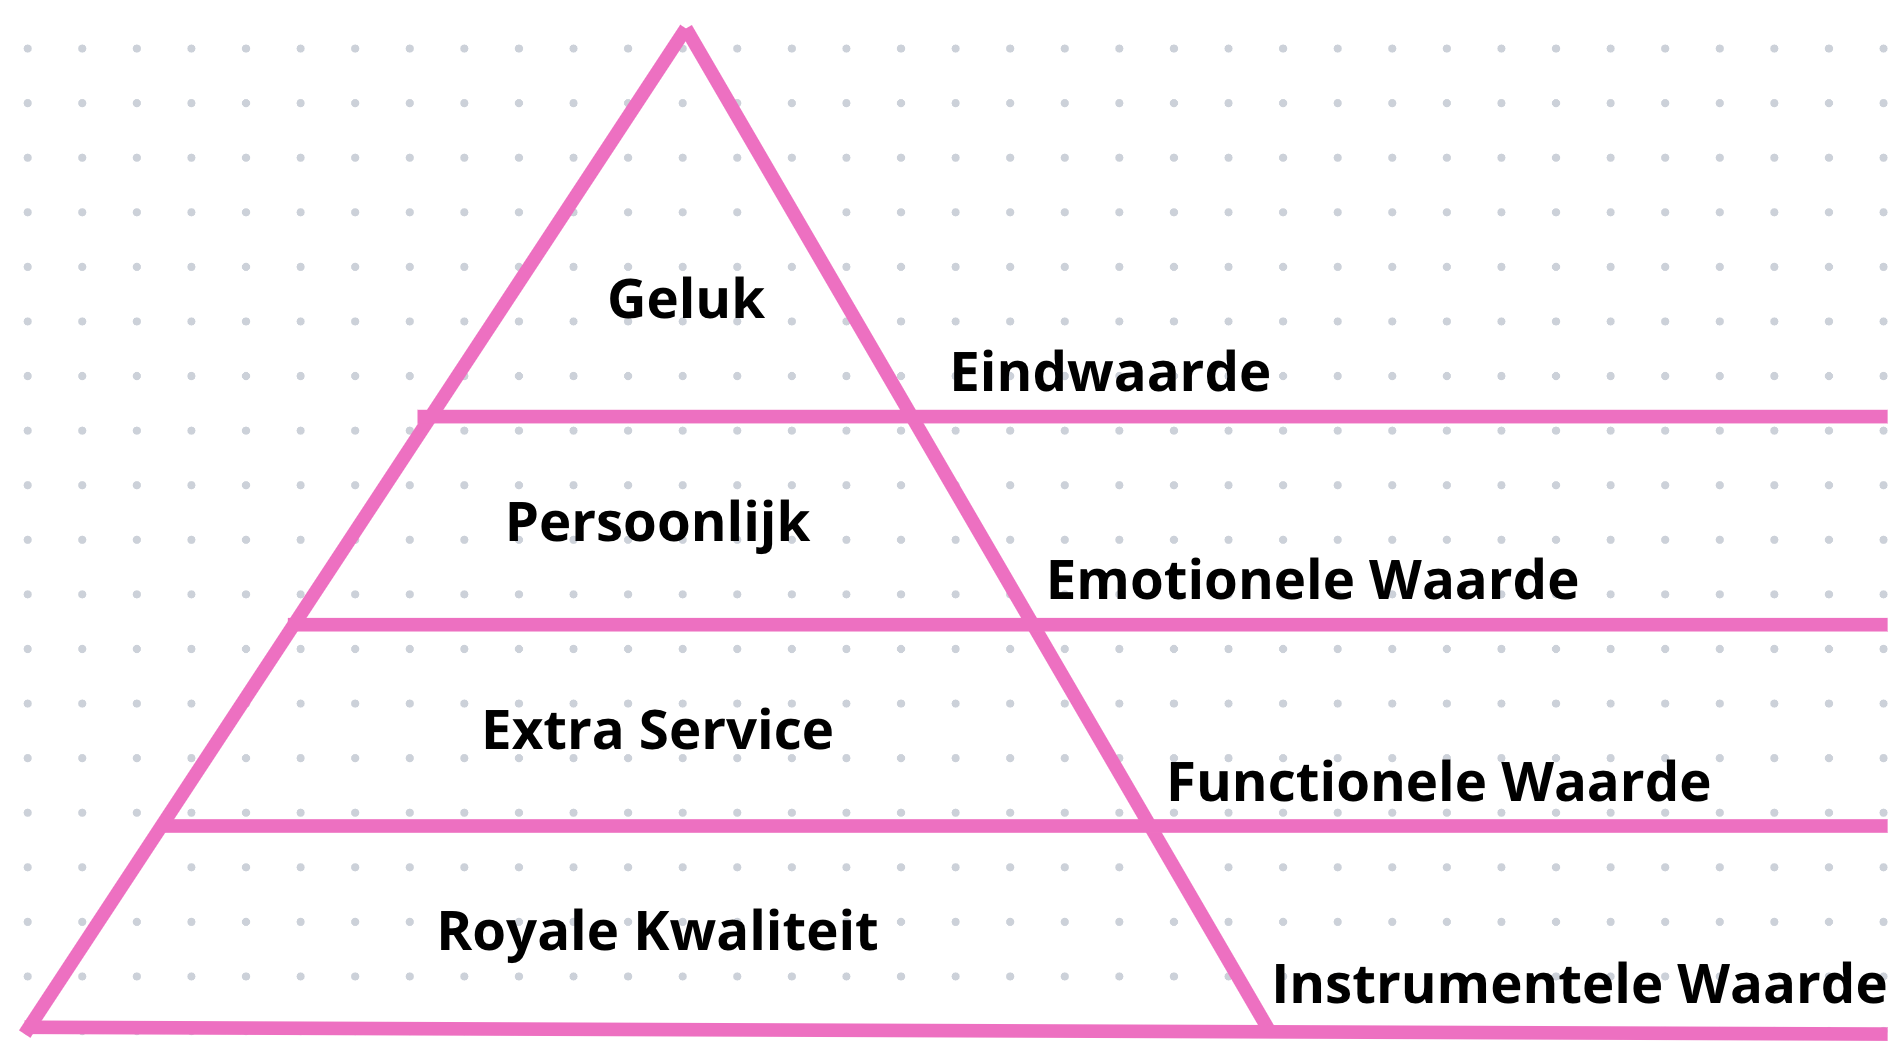 Geluk
Eindwaarde
Persoonlijk
Emotionele Waarde
Extra Service
Functionele Waarde
Royale Kwaliteit
Instrumentele Waarde